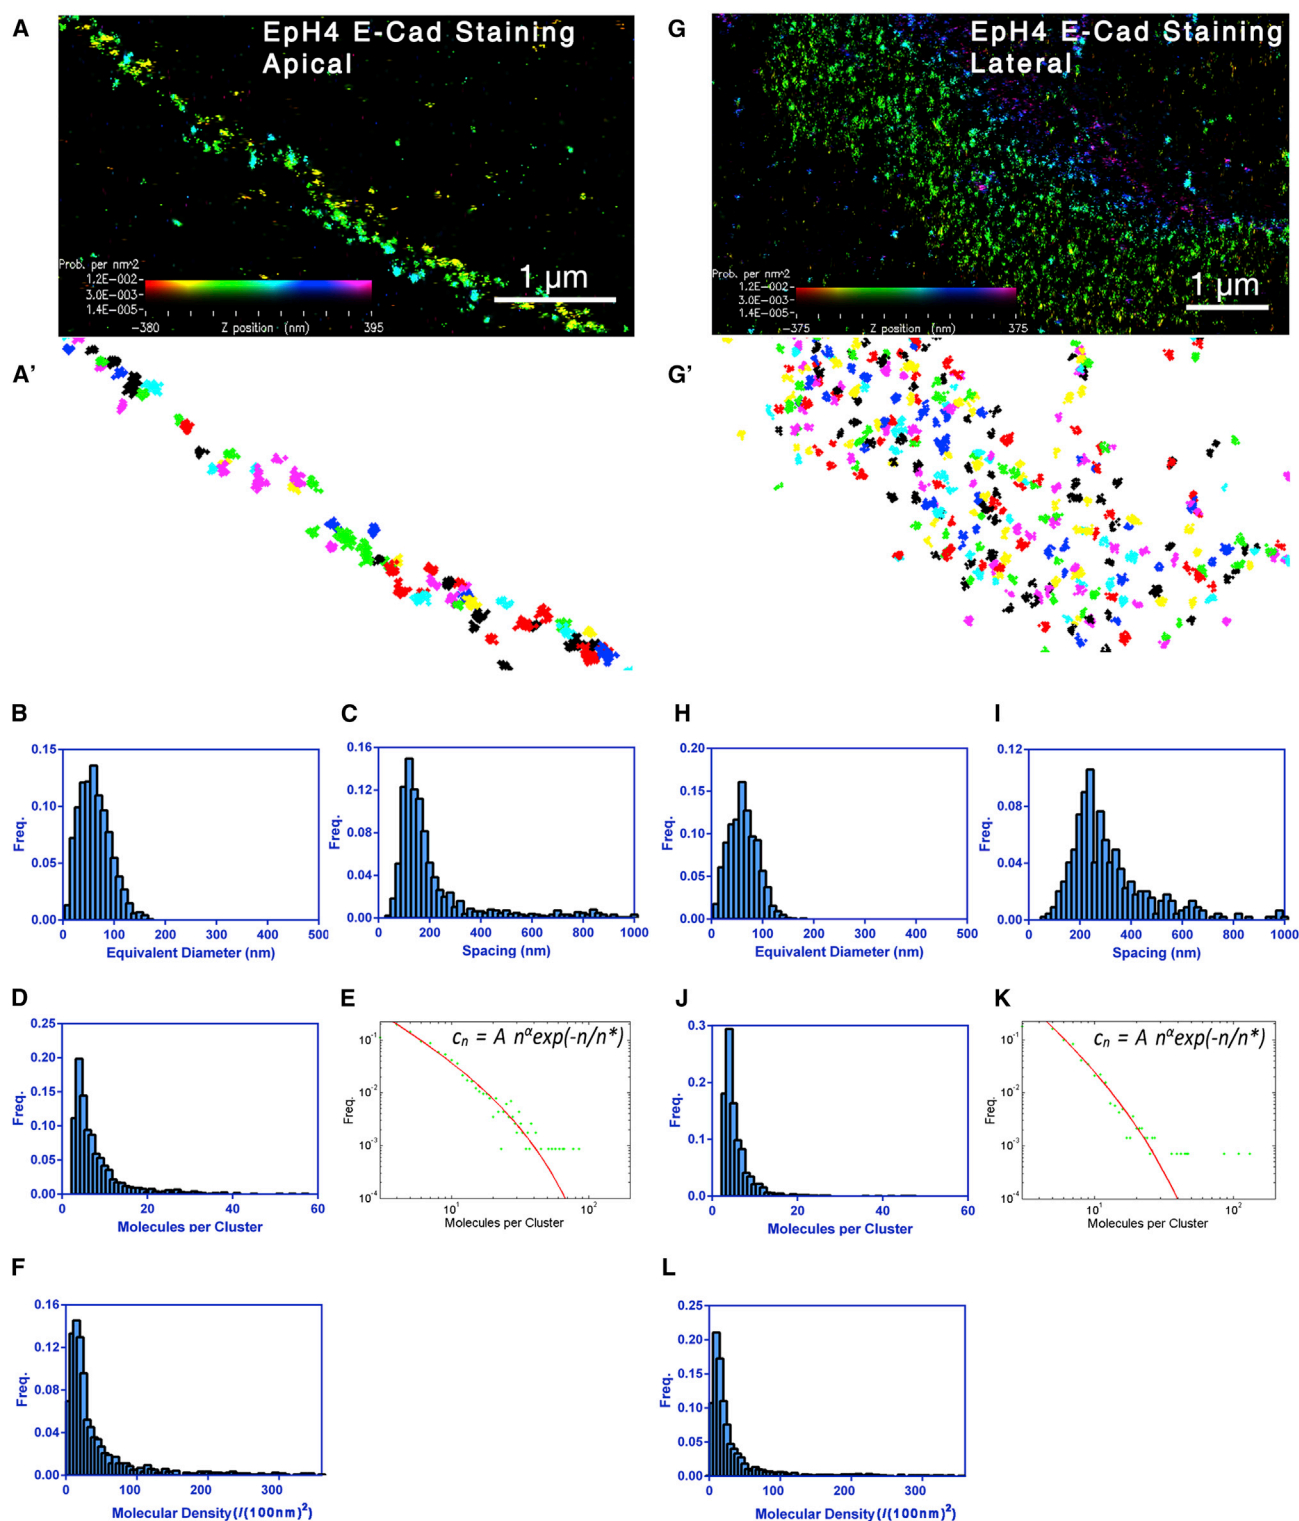 A
EpH4 E-Cad Staining
Apical
Prob. per nm^2
1.2E-002
3.0E-003
1.4E-005
-380 Z position (nm) 395
1 µm
G
EpH4 E-Cad Staining
Lateral
Prob. per nm^2
1.2E-002
3.0E-003
1.4E-005
-375 Z position (nm) 375
1 µm
A'
G'
B
0.15
0.10
0.05
0.00
Freq.
0 100 200 300 400 500
Equivalent Diameter (nm)
C
0.16
0.12
0.08
0.04
0.00
Freq.
0 200 400 600 800 1000
Spacing (nm)
H
0.20
0.15
0.10
0.05
0.00
Freq.
0 100 200 300 400 500
Equivalent Diameter (nm)
I
0.12
0.08
0.04
0.00
Freq.
0 200 400 600 800 1000
Spacing (nm)
D
0.25
0.20
0.15
0.10
0.05
0.00
Freq.
0 20 40 60
Molecules per Cluster
E
cₙ = A n^α exp(-n/n*)
10⁻¹
10⁻²
10⁻³
10⁻⁴
Freq.
10¹ 10²
Molecules per Cluster
J
0.3
0.2
0.1
0
Freq.
0 20 40 60
Molecules per Cluster
K
cₙ = A n^α exp(-n/n*)
10⁻¹
10⁻²
10⁻³
10⁻⁴
Freq.
10¹ 10²
Molecules per Cluster
F
0.16
0.12
0.08
0.04
0.00
Freq.
0 100 200 300
Molecular Density(/(100nm)²)
L
0.25
0.20
0.15
0.10
0.05
0.00
Freq.
0 100 200 300
Molecular Density(/(100nm)²)